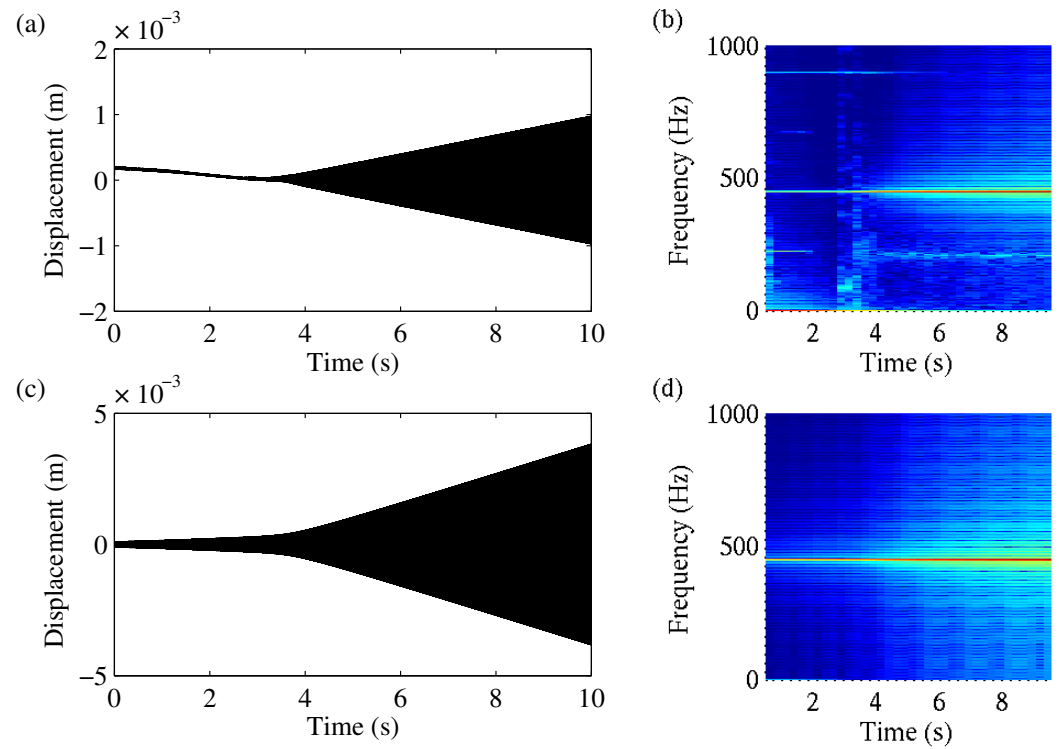 (a)
× 10⁻³
2
1
0
−1
−2
Displacement (m)
0 2 4 6 8 10
Time (s)
(b)
1000
500
0
Frequency (Hz)
2 4 6 8
Time (s)
(c)
× 10⁻³
5
0
−5
Displacement (m)
0 2 4 6 8 10
Time (s)
(d)
1000
500
0
Frequency (Hz)
2 4 6 8
Time (s)